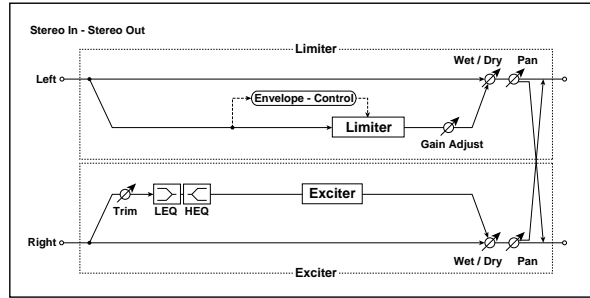 Stereo In - Stereo Out
Limiter
Wet / Dry
Pan
Left
Envelope - Control
Limiter
Gain Adjust
Trim
LEQ
HEQ
Exciter
Right
Wet / Dry
Pan
Exciter